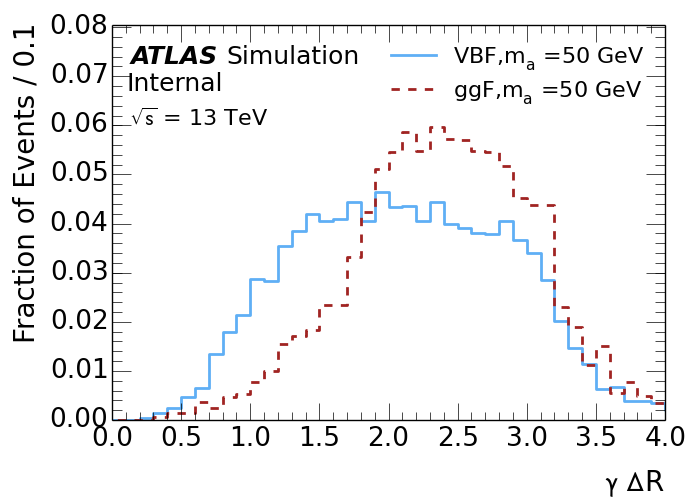 ATLAS Simulation
Internal
√s = 13 TeV
VBF,mₐ =50 GeV
ggF,mₐ =50 GeV
Fraction of Events / 0.1
0.08
0.07
0.06
0.05
0.04
0.03
0.02
0.01
0.00
0.0 0.5 1.0 1.5 2.0 2.5 3.0 3.5 4.0
γ ΔR